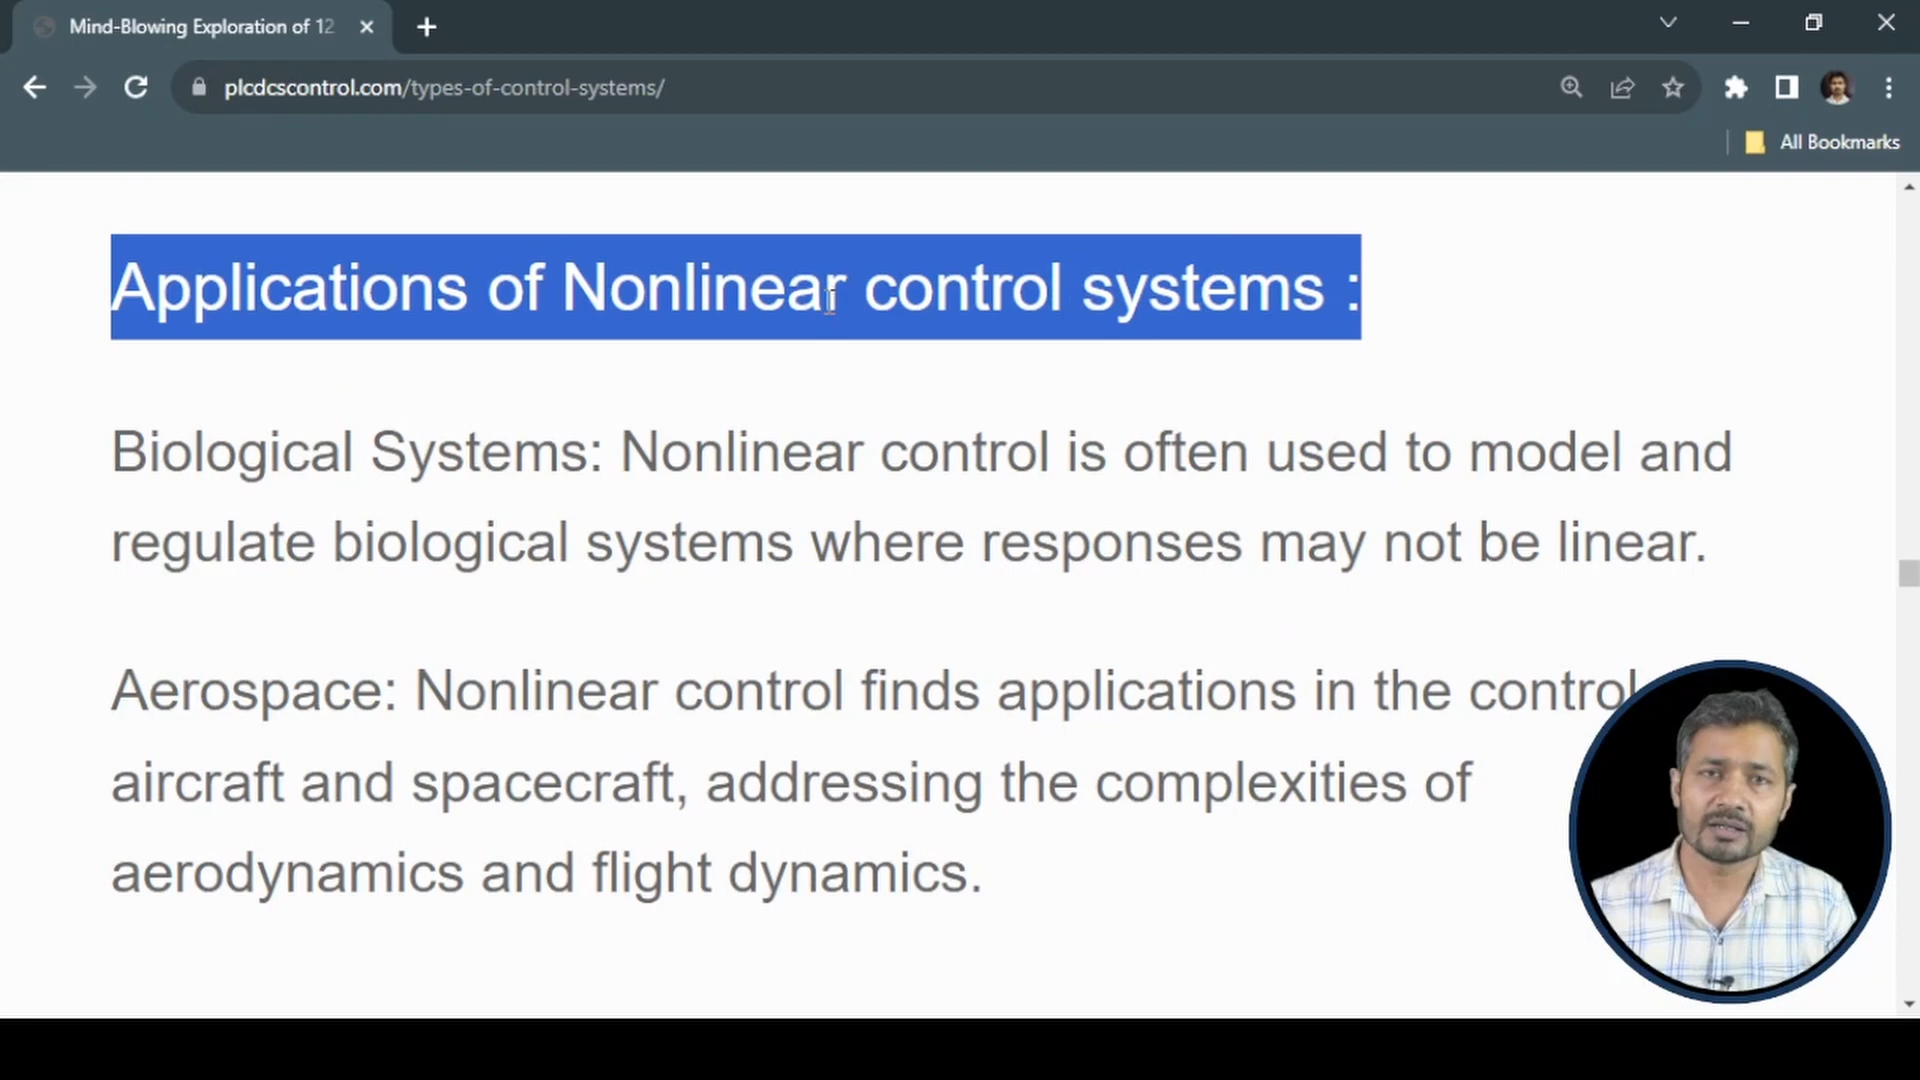 Mind-Blowing Exploration of 12
plcdcscontrol.com/types-of-control-systems/
All Bookmarks
Applications of Nonlinear control systems :
Biological Systems: Nonlinear control is often used to model and
regulate biological systems where responses may not be linear.
Aerospace: Nonlinear control finds applications in the control
aircraft and spacecraft, addressing the complexities of
aerodynamics and flight dynamics.